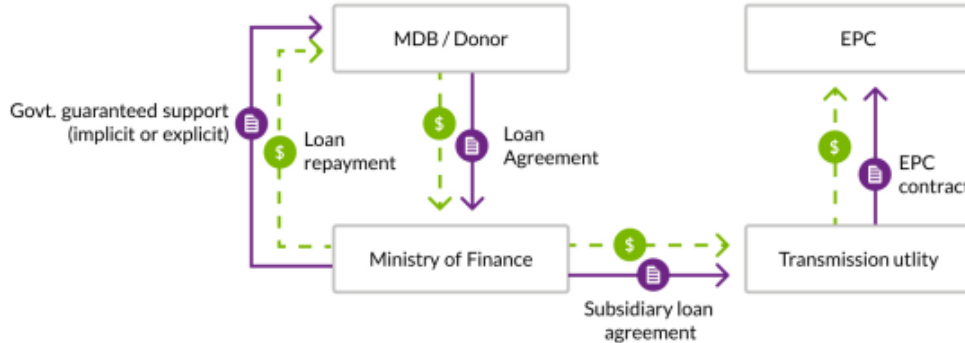 MDB / Donor
EPC
Govt. guaranteed support
(implicit or explicit)
$
Loan
repayment
$
Loan
Agreement
$
EPC
contract
Ministry of Finance
$
Subsidiary loan
agreement
Transmission utlity